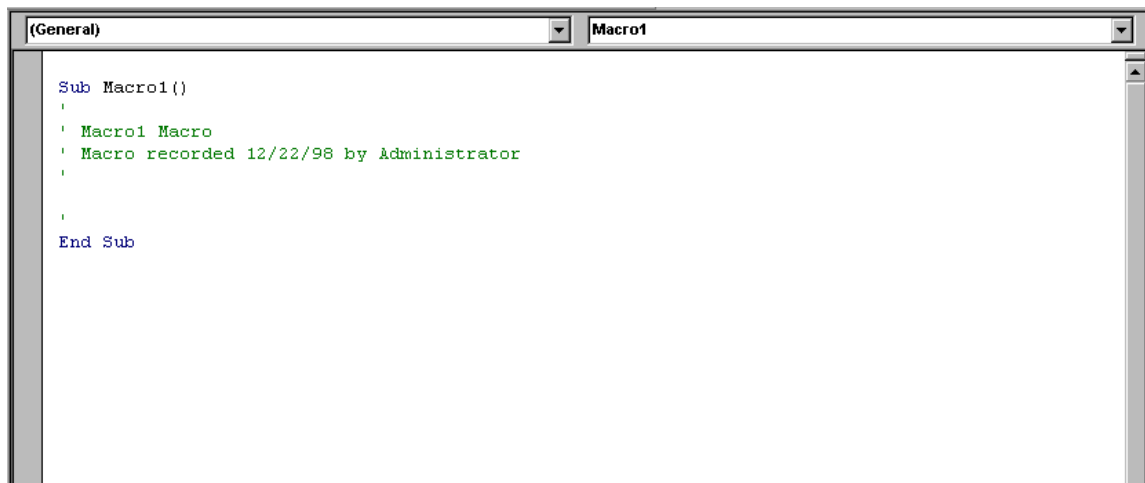 (General)
Macro1
Sub Macro1()
'
' Macro1 Macro
' Macro recorded 12/22/98 by Administrator
'
'
End Sub